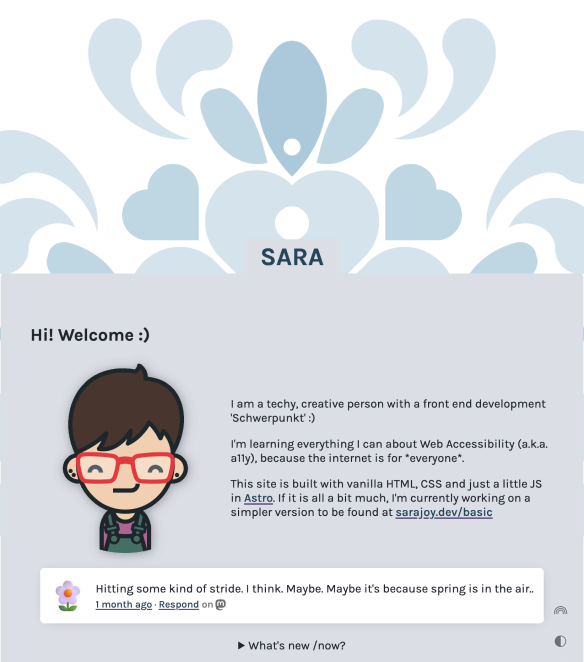 SARA
Hi! Welcome :)
I am a techy, creative person with a front end development
'Schwerpunkt' :)
I'm learning everything I can about Web Accessibility (a.k.a.
a11y), because the internet is for *everyone*.
This site is built with vanilla HTML, CSS and just a little JS
in Astro. If it is all a bit much, I'm currently working on a
simpler version to be found at sarajoy.dev/basic
Hitting some kind of stride. I think. Maybe. Maybe it's because spring is in the air..
1 month ago · Respond on
▶ What's new /now?